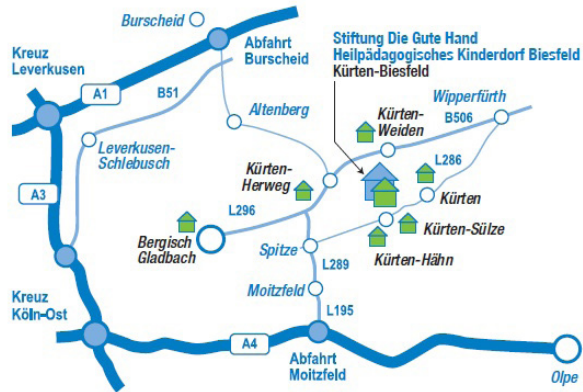 Burscheid
Abfahrt
Burscheid
Stiftung Die Gute Hand
Heilpädagogisches Kinderdorf Biesfeld
Kürten-Biesfeld
Kreuz
Leverkusen
A1
B51
Altenberg
Kürten-
Weiden
Wipperfürth
B506
Leverkusen-
Schlebusch
Kürten-
Herweg
L286
A3
Kürten
L296
Bergisch
Gladbach
Kürten-Sülze
Spitze
Kürten-Hähn
L289
Moitzfeld
Kreuz
Köln-Ost
L195
A4
Abfahrt
Moitzfeld
Olpe